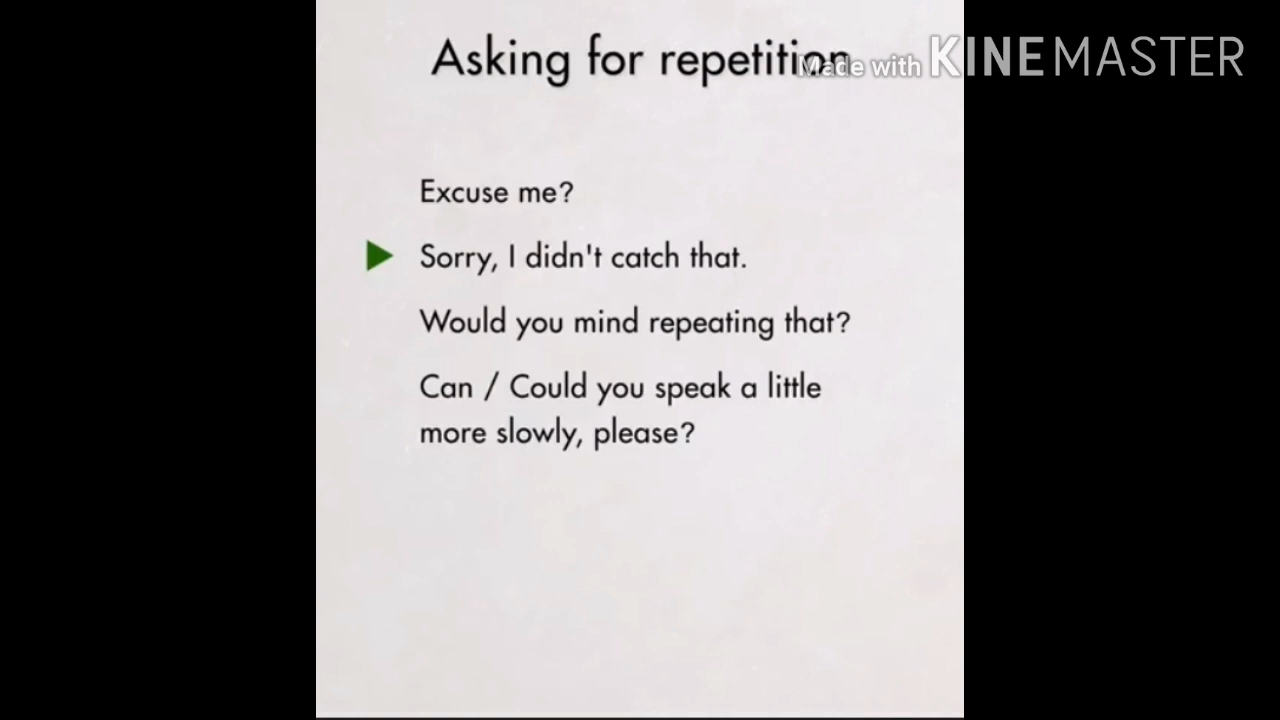 Asking for repetition
Made with KINEMASTER
Excuse me?
Sorry, I didn't catch that.
Would you mind repeating that?
Can / Could you speak a little
more slowly, please?